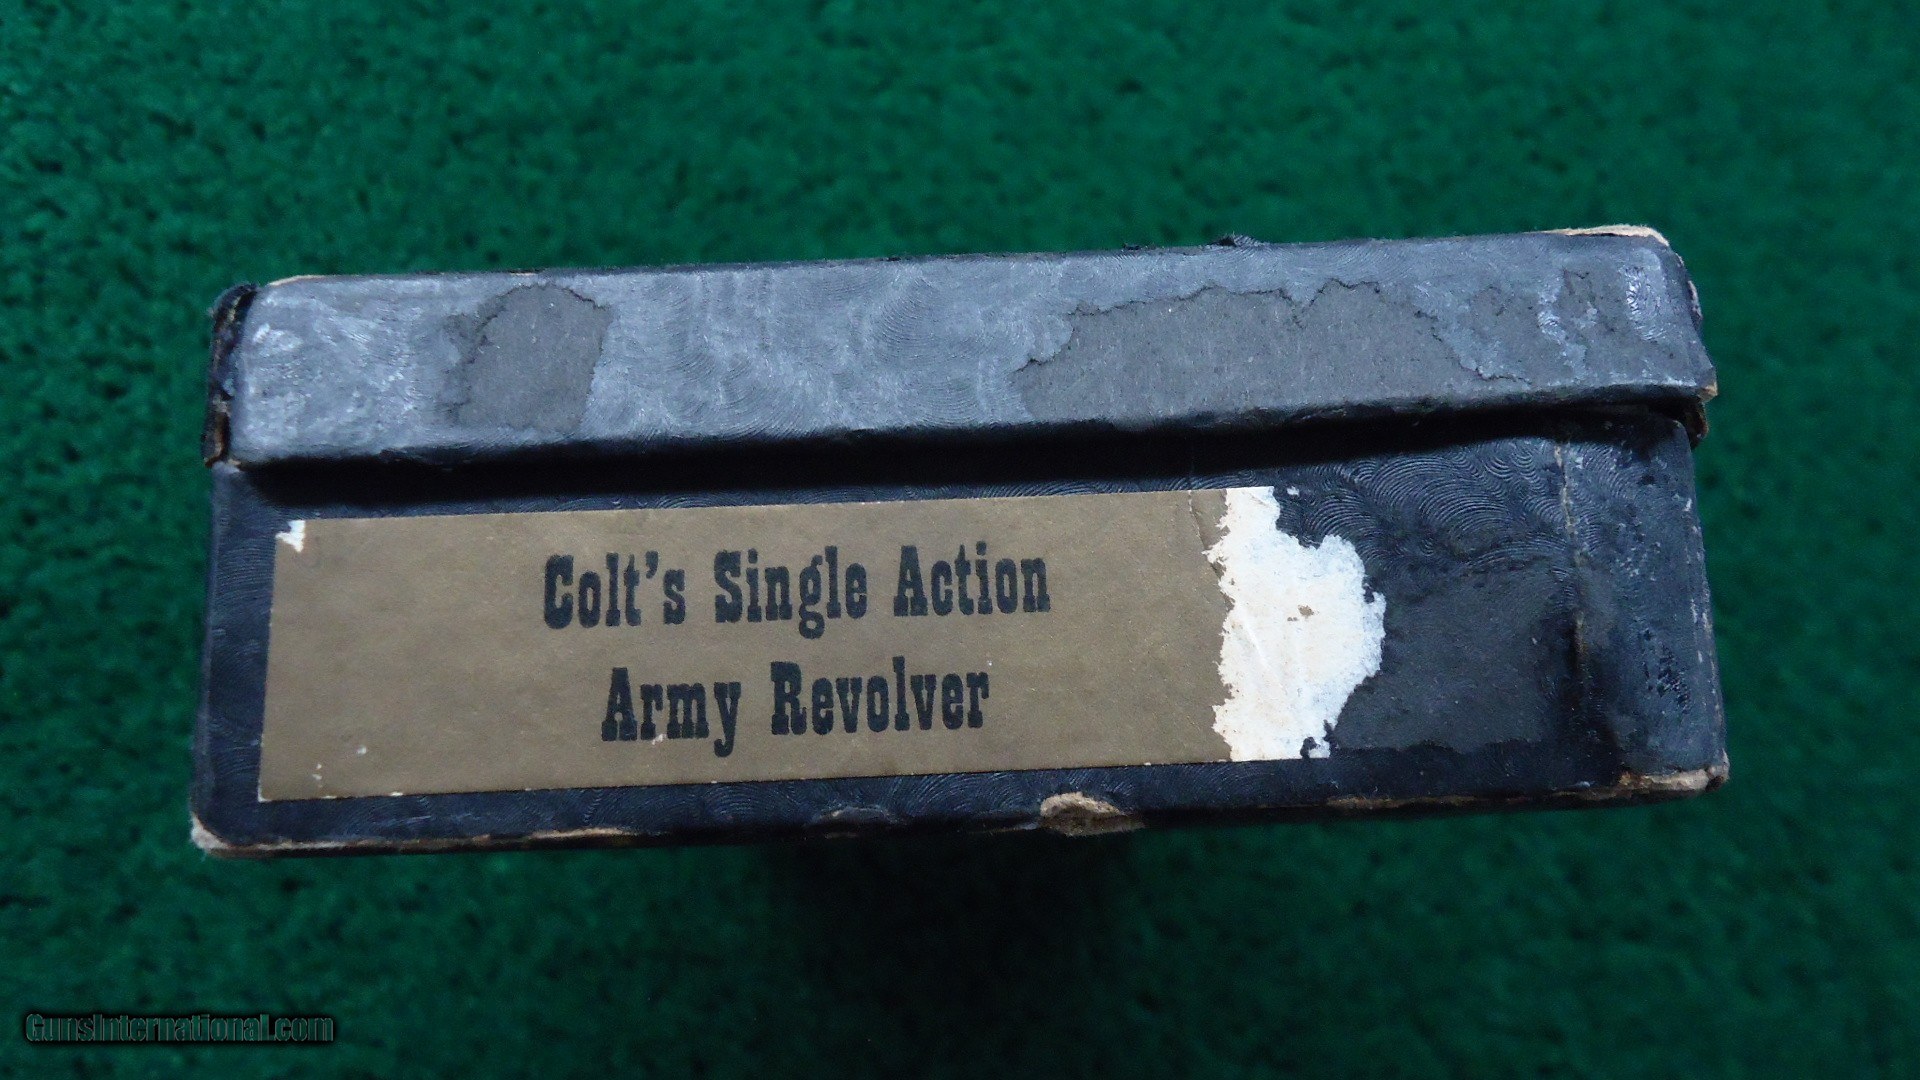 Colt's Single Action
Army Revolver
GunsInternational.com